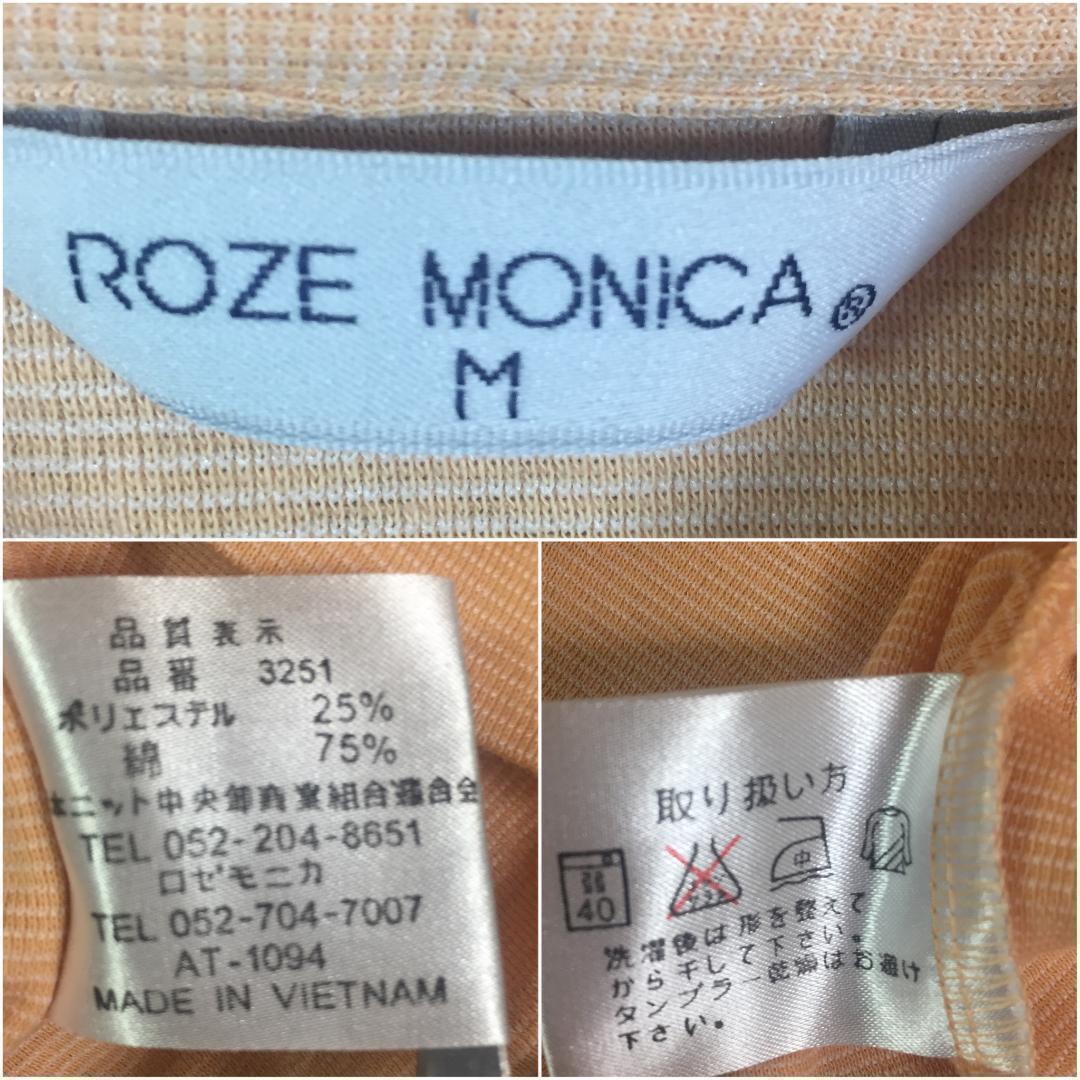 ROZE MONICA®
M
品質表示
品番 3251
ポリエステル 25%
綿 75%
ニット中央卸商業組合連合会
TEL 052-204-8651
ロゼモニカ
TEL 052-704-7007
AT-1094
MADE IN VIETNAM
取り扱い方
40 中
洗濯後は形を整えて
から干して下さい。
タンブラー乾燥はお避け
下さい。